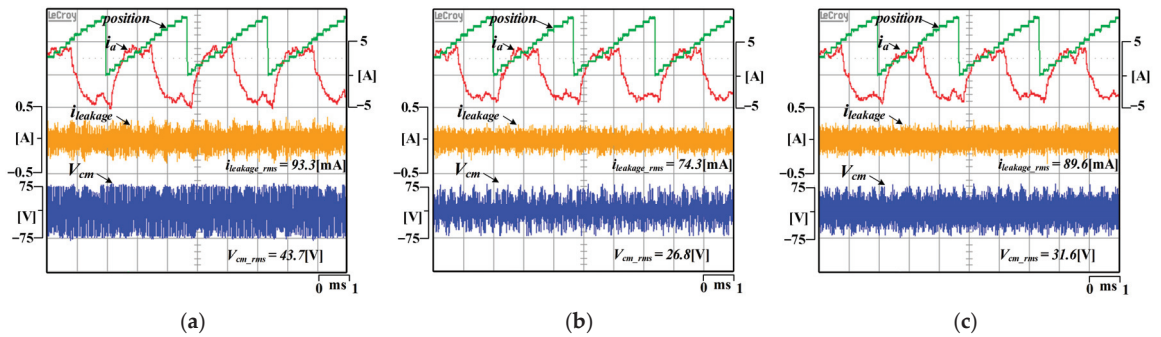 LeCroy
position
i_a
5
[A]
−5
0.5
i_leakage
[A]
i_leakage_rms = 93.3[mA]
−0.5
V_cm
75
[V]
−75
V_cm_rms = 43.7[V]
0 ms 1
(a)
LeCroy
position
i_a
5
[A]
−5
0.5
i_leakage
[A]
i_leakage_rms = 74.3[mA]
−0.5
V_cm
75
[V]
−75
V_cm_rms = 26.8[V]
0 ms 1
(b)
LeCroy
position
i_a
5
[A]
−5
0.5
i_leakage
[A]
i_leakage_rms = 89.6[mA]
−0.5
V_cm
75
[V]
−75
V_cm_rms = 31.6[V]
0 ms 1
(c)